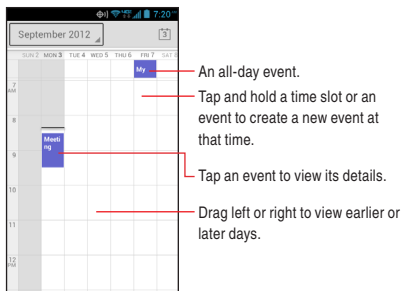 7:20
September 2012
3
SUN 2 MON 3 TUE 4 WED 5 THU 6 FRI 7 SAT 8
My
An all-day event.
7
AM
Tap and hold a time slot or an
event to create a new event at
that time.
8
Meeti
ng
9
Tap an event to view its details.
10
Drag left or right to view earlier or
later days.
11
12
PM